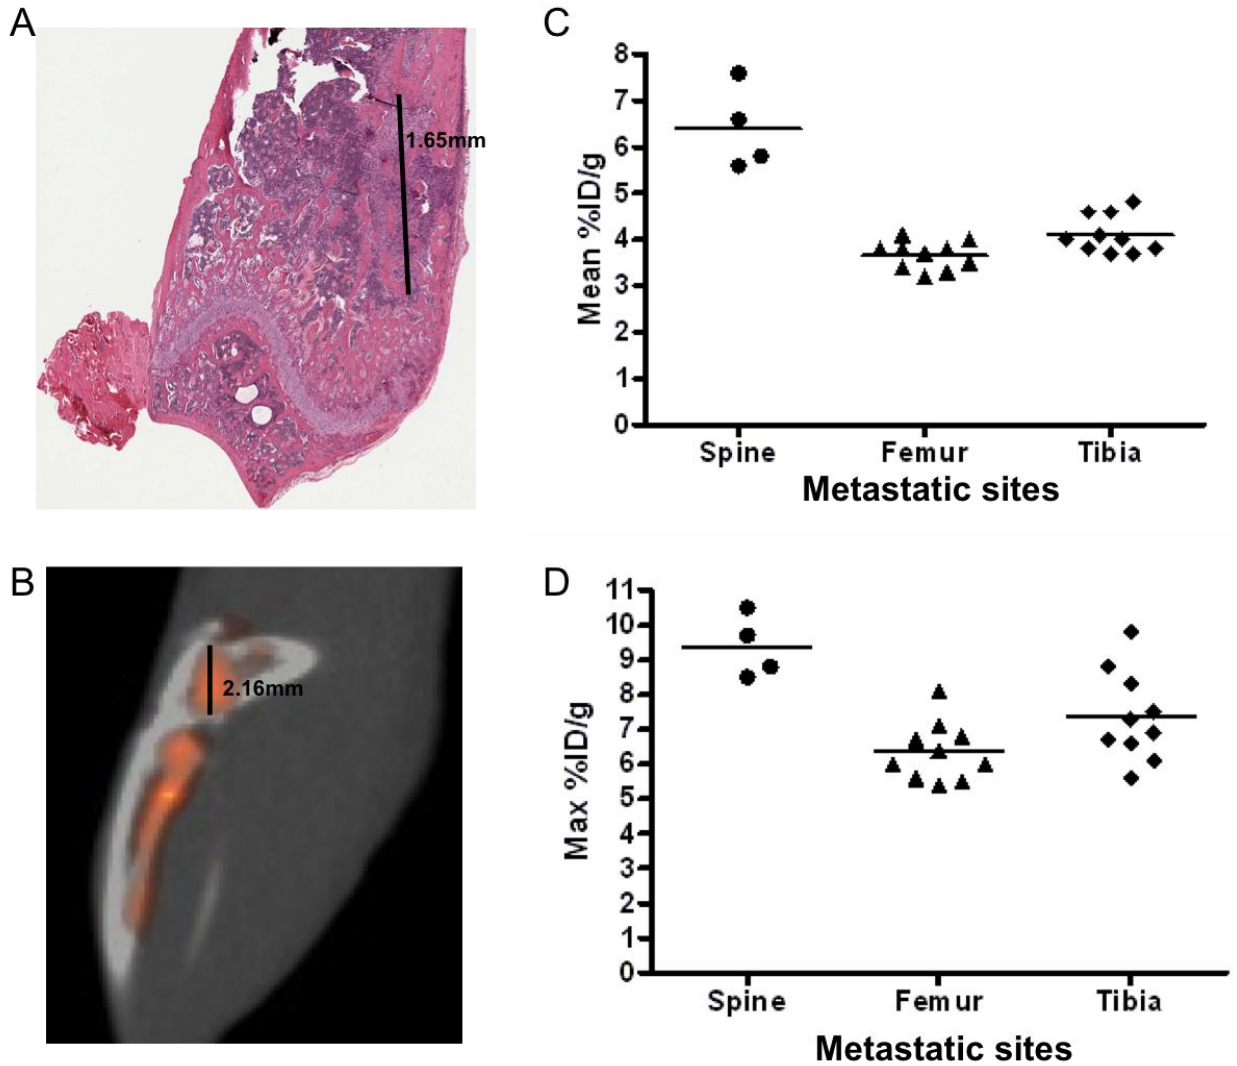 A
1.65mm
B
2.16mm
C
Mean %ID/g
8
7
6
5
4
3
2
1
0
Spine Femur Tibia
Metastatic sites
D
Max %ID/g
11
10
9
8
7
6
5
4
3
2
1
0
Spine Femur Tibia
Metastatic sites